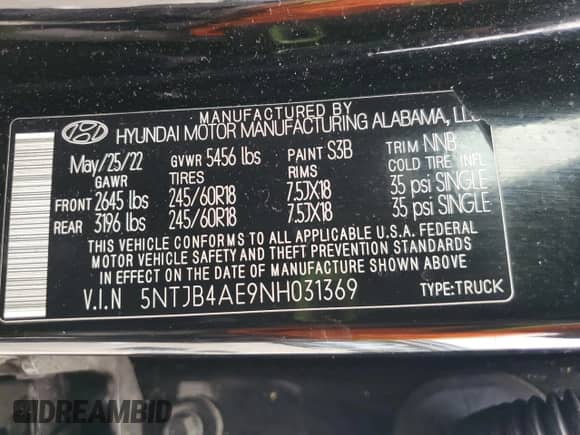 MANUFACTURED BY
HYUNDAI MOTOR MANUFACTURING ALABAMA, LLC
May/25/22 GVWR 5456 lbs PAINT S3B TRIM NNB
GAWR TIRES RIMS COLD TIRE INFL
FRONT 2645 lbs 245/60R18 7.5JX18 35 psi SINGLE
REAR 3196 lbs 245/60R18 7.5JX18 35 psi SINGLE
THIS VEHICLE CONFORMS TO ALL APPLICABLE U.S.A. FEDERAL
MOTOR VEHICLE SAFETY AND THEFT PREVENTION STANDARDS
IN EFFECT ON THE DATE OF MANUFACTURE SHOWN ABOVE.
V.I.N 5NTJB4AE9NH031369 TYPE:TRUCK
DREAMBID